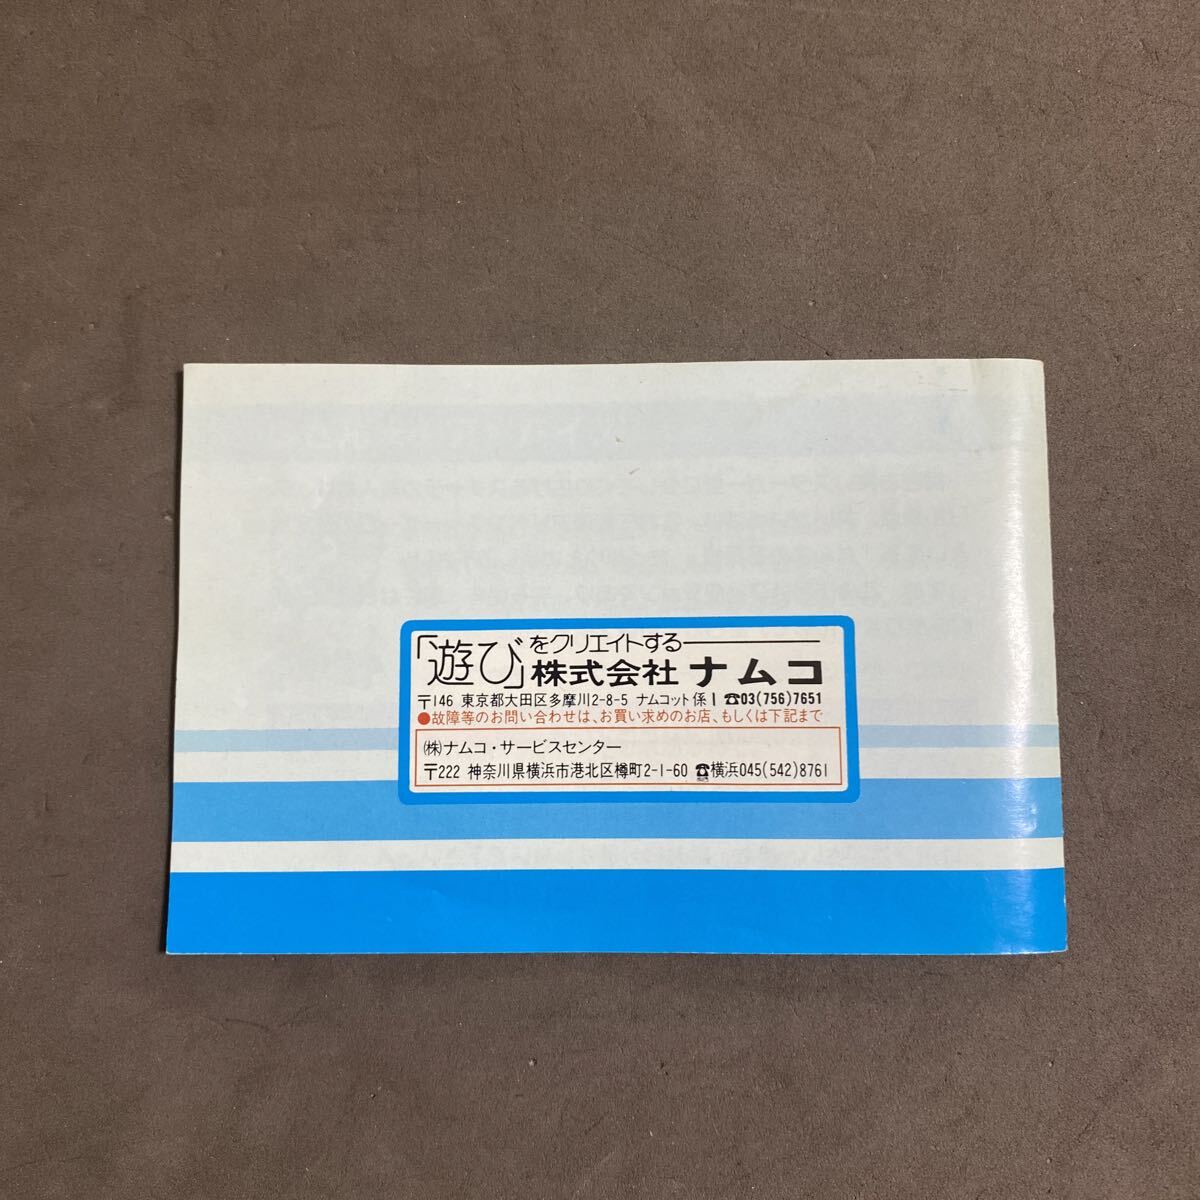 「遊び」をクリエイトする
株式会社 ナムコ
〒146 東京都大田区多摩川2-8-5 ナムコット係 I ☎03(756)7651
●故障等のお問い合わせは、お買い求めのお店、もしくは下記まで
(株)ナムコ・サービスセンター
〒222 神奈川県横浜市港北区樽町2-1-60 ☎横浜045(542)8761